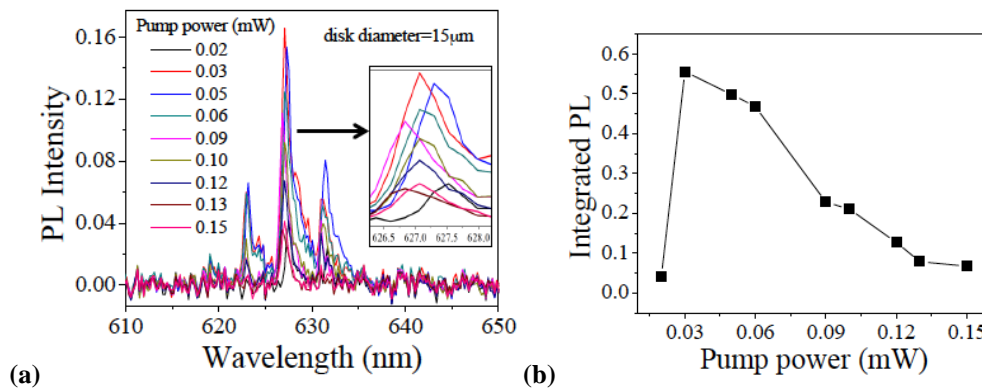 Pump power (mW)
0.02
0.03
0.05
0.06
0.09
0.10
0.12
0.13
0.15
disk diameter=15μm
626.5 627.0 627.5 628.0
0.16
0.12
0.08
0.04
0.00
PL Intensity
610 620 630 640 650
Wavelength (nm)
(a)
0.6
0.5
0.4
0.3
0.2
0.1
0.0
Integrated PL
0.03 0.06 0.09 0.12 0.15
Pump power (mW)
(b)